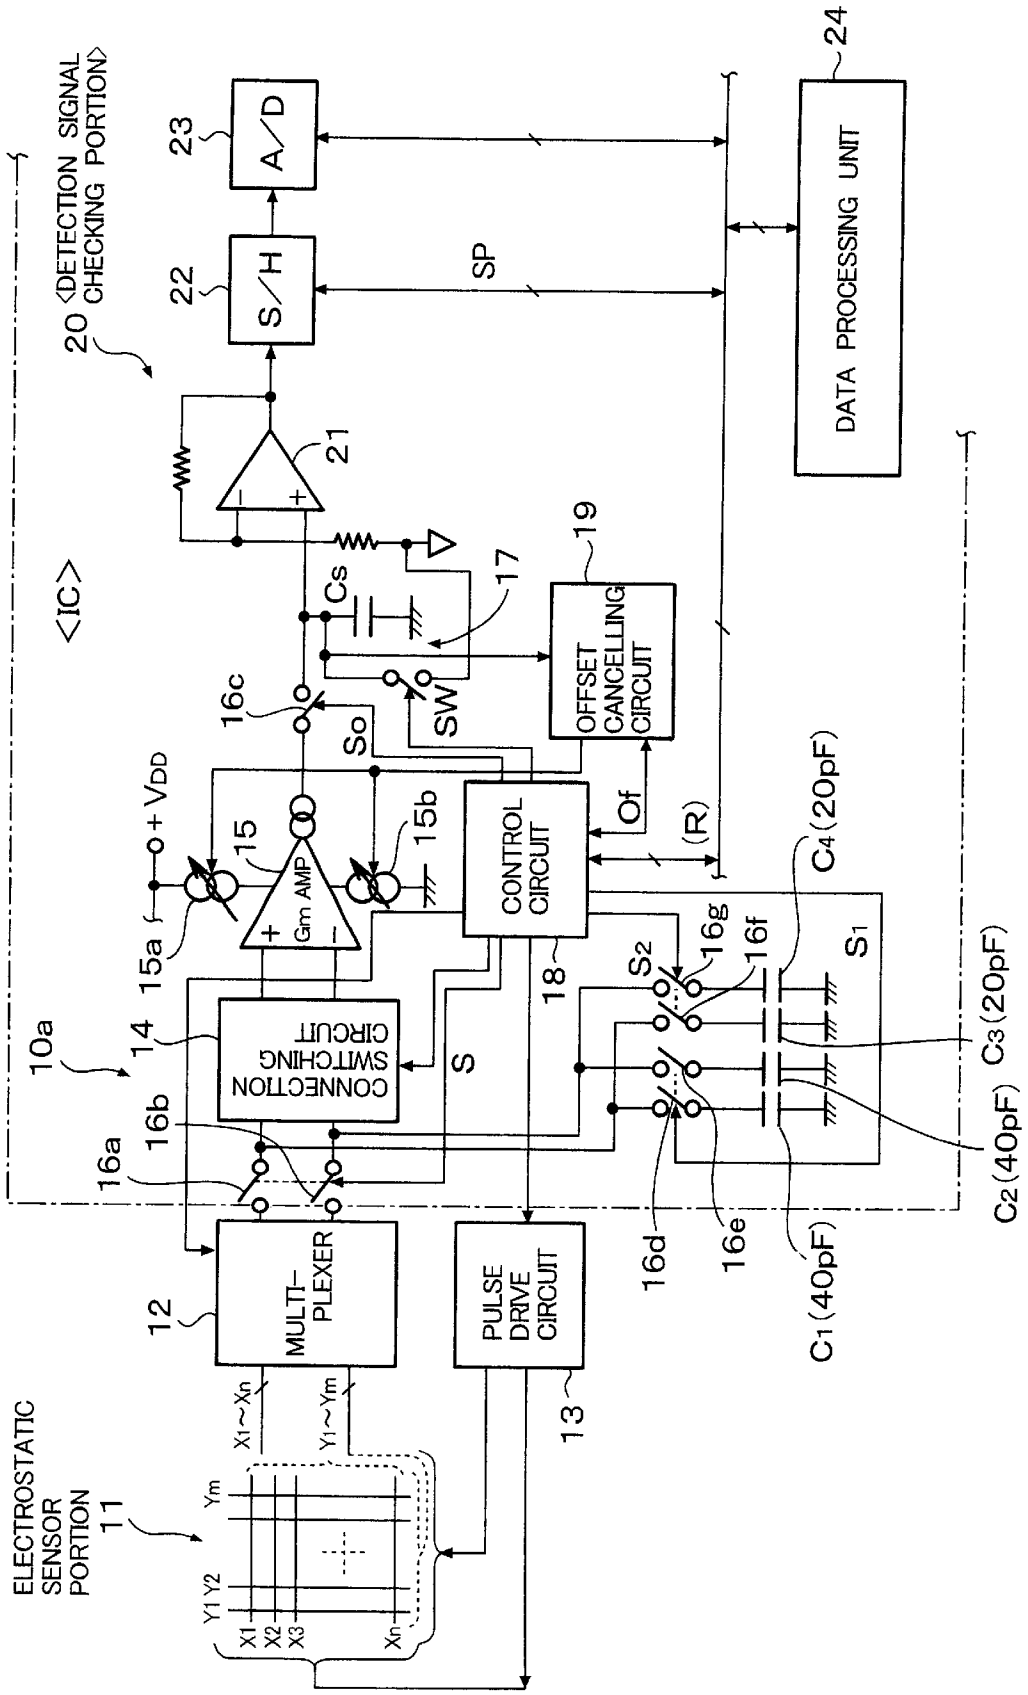 ELECTROSTATIC
SENSOR
PORTION
11
Y1 Y2
Ym
X1
X2
X3
Xn
X1~Xn
Y1~Ym
12
MULTI-
PLEXER
PULSE
DRIVE
CIRCUIT
13
10a
16a
16b
14
CONNECTION
SWITCHING
CIRCUIT
S
15a
+VDD
15
Gm AMP
+
-
15b
16c
So
SW
Cs
17
CONTROL
CIRCUIT
18
Of
(R)
19
OFFSET
CANCELLING
CIRCUIT
S2
16g
16f
16d
16e
S1
C1(40pF)
C2(40pF)
C3(20pF)
C4(20pF)
<IC>
20 <DETECTION SIGNAL
CHECKING PORTION>
-
+
21
22
S/H
SP
23
A/D
24
DATA PROCESSING UNIT